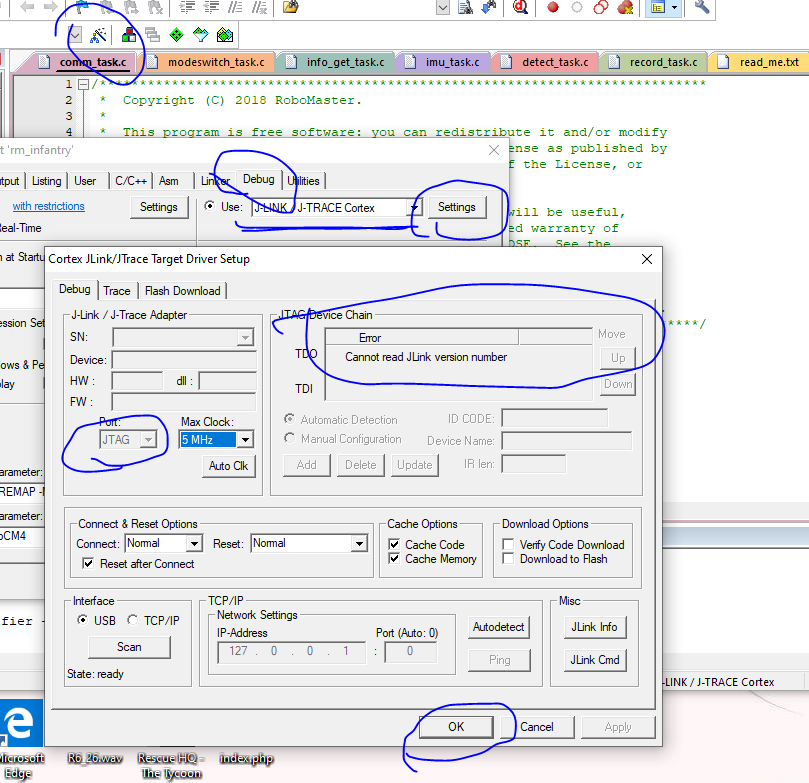 comm_task.c modeswitch_task.c info_get_task.c imu_task.c detect_task.c record_task.c read_me.txt
1 /****************************************************************************
2 * Copyright (C) 2018 RoboMaster.
3 *
4 * This program is free software: you can redistribute it and/or modify
ense as published by
f the License, or
will be useful,
ed warranty of
OSE. See the
****/
t 'rm_infantry'
tput Listing User C/C++ Asm Linker Debug Utilities
with restrictions Settings Use: J-LINK / J-TRACE Cortex Settings
eal-Time
n at Startu
ession Set
ows & Pe
play
arameter:
REMAP -M
arameter:
oCM4
fier -
Cortex JLink/JTrace Target Driver Setup
Debug Trace Flash Download
J-Link / J-Trace Adapter
SN:
Device:
HW : dll :
FW :
Port: Max Clock:
JTAG 5 MHz
Auto Clk
JTAG Device Chain
Error Move
TDO Cannot read JLink version number Up
TDI Down
Automatic Detection ID CODE:
Manual Configuration Device Name:
Add Delete Update IR len:
Connect & Reset Options
Connect: Normal Reset: Normal
Reset after Connect
Cache Options
Cache Code
Cache Memory
Download Options
Verify Code Download
Download to Flash
Interface
USB TCP/IP
Scan
State: ready
TCP/IP
Network Settings
IP-Address Port (Auto: 0)
127 . 0 . 0 . 1 : 0
Autodetect
Ping
Misc
JLink Info
JLink Cmd
-LINK / J-TRACE Cortex
OK Cancel Apply
Microsoft Edge
R6_26.wav
Rescue HQ - The Tycoon
index.php